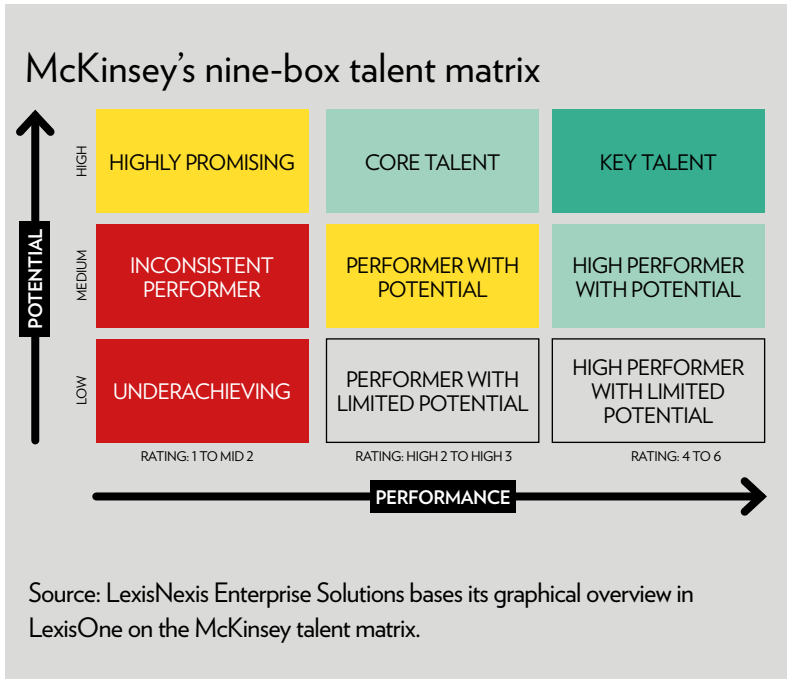 McKinsey's nine-box talent matrix
HIGH
HIGHLY PROMISING
CORE TALENT
KEY TALENT
POTENTIAL
MEDIUM
INCONSISTENT
PERFORMER
PERFORMER WITH
POTENTIAL
HIGH PERFORMER
WITH POTENTIAL
LOW
UNDERACHIEVING
PERFORMER WITH
LIMITED POTENTIAL
HIGH PERFORMER
WITH LIMITED
POTENTIAL
RATING: 1 TO MID 2
RATING: HIGH 2 TO HIGH 3
RATING: 4 TO 6
PERFORMANCE
Source: LexisNexis Enterprise Solutions bases its graphical overview in
LexisOne on the McKinsey talent matrix.